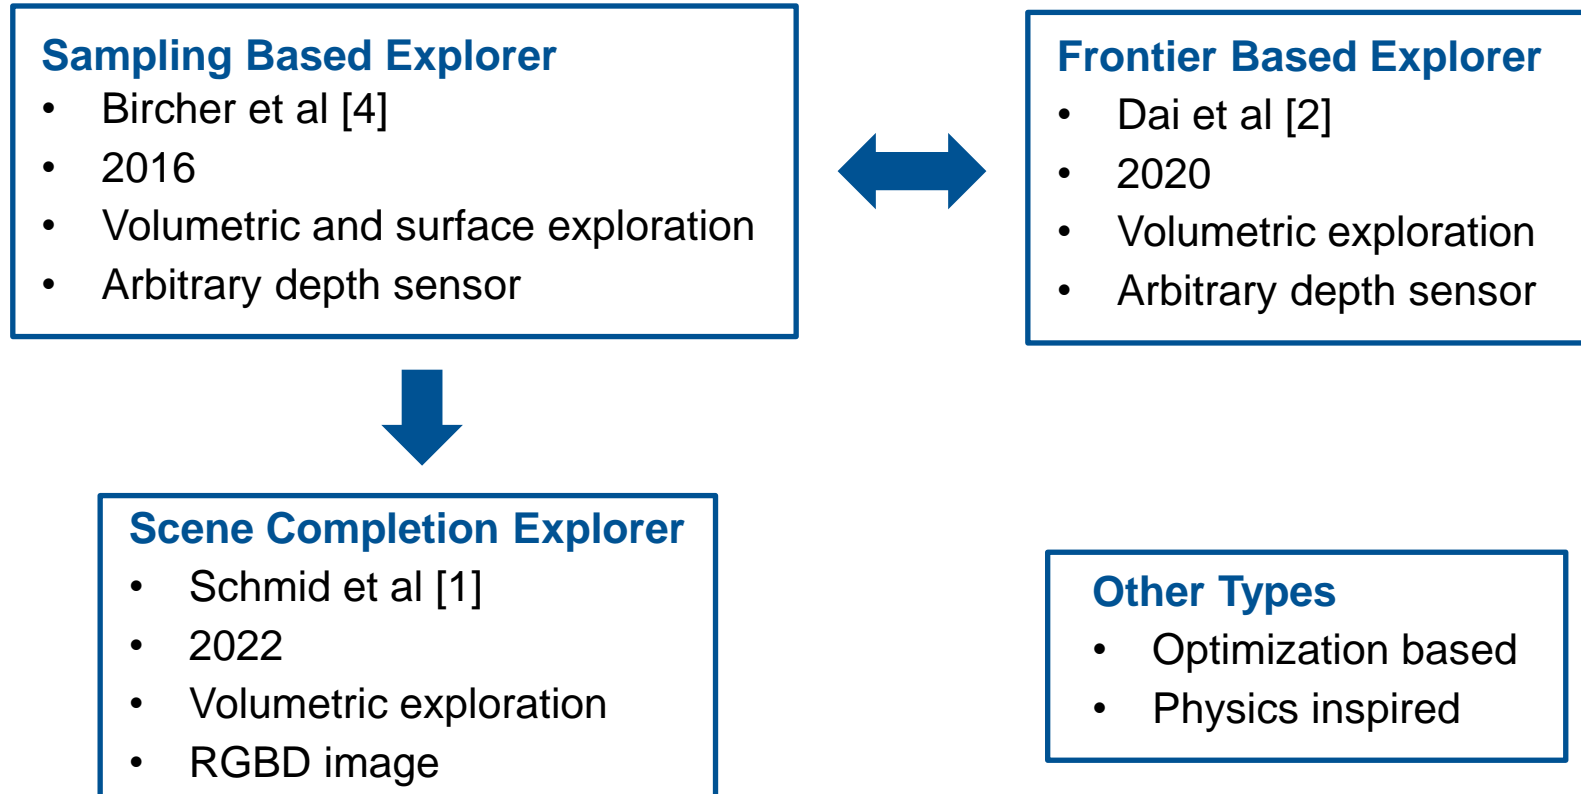 Sampling Based Explorer
• Bircher et al [4]
• 2016
• Volumetric and surface exploration
• Arbitrary depth sensor
Frontier Based Explorer
• Dai et al [2]
• 2020
• Volumetric exploration
• Arbitrary depth sensor
Scene Completion Explorer
• Schmid et al [1]
• 2022
• Volumetric exploration
• RGBD image
Other Types
• Optimization based
• Physics inspired